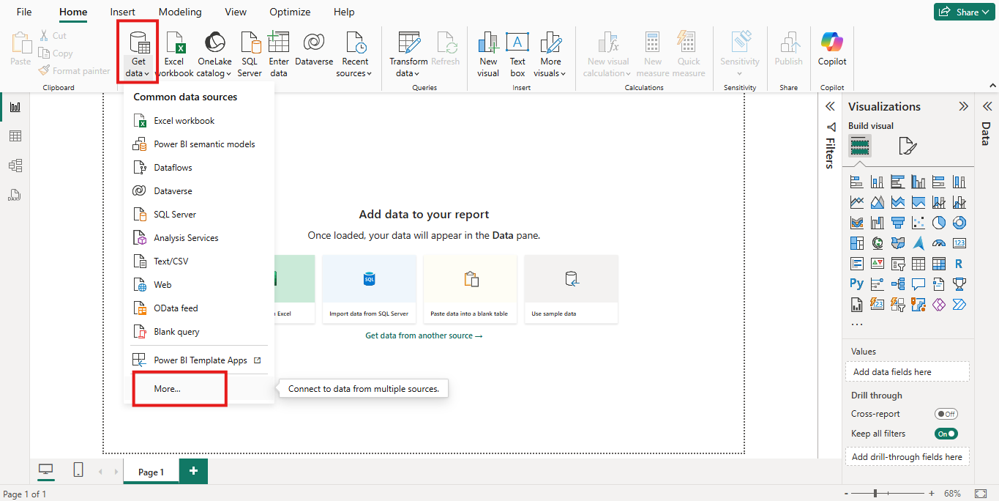 File Home Insert Modeling View Optimize Help Share
Paste
Cut
Copy
Format painter
Clipboard
Get
data
Excel
workbook
OneLake
catalog
SQL
Server
Enter
data
Dataverse
Recent
sources
Transform
data
Refresh
Queries
New
visual
Text
box
More
visuals
Insert
New visual
calculation
New
measure
Quick
measure
Calculations
Sensitivity
Sensitivity
Publish
Share
Copilot
Copilot
Common data sources
Excel workbook
Power BI semantic models
Dataflows
Dataverse
SQL Server
Analysis Services
Text/CSV
Web
OData feed
Blank query
Power BI Template Apps
More...
Connect to data from multiple sources.
DAX
Add data to your report
Once loaded, your data will appear in the Data pane.
SQL
Excel
Import data from SQL Server
Paste data into a blank table
Use sample data
Get data from another source →
Filters
Visualizations
Build visual
123
R
Py
123
...
Values
Add data fields here
Drill through
Cross-report
Off
Keep all filters
On
Add drill-through fields here
Data
Page 1
+
Page 1 of 1
- + 68%